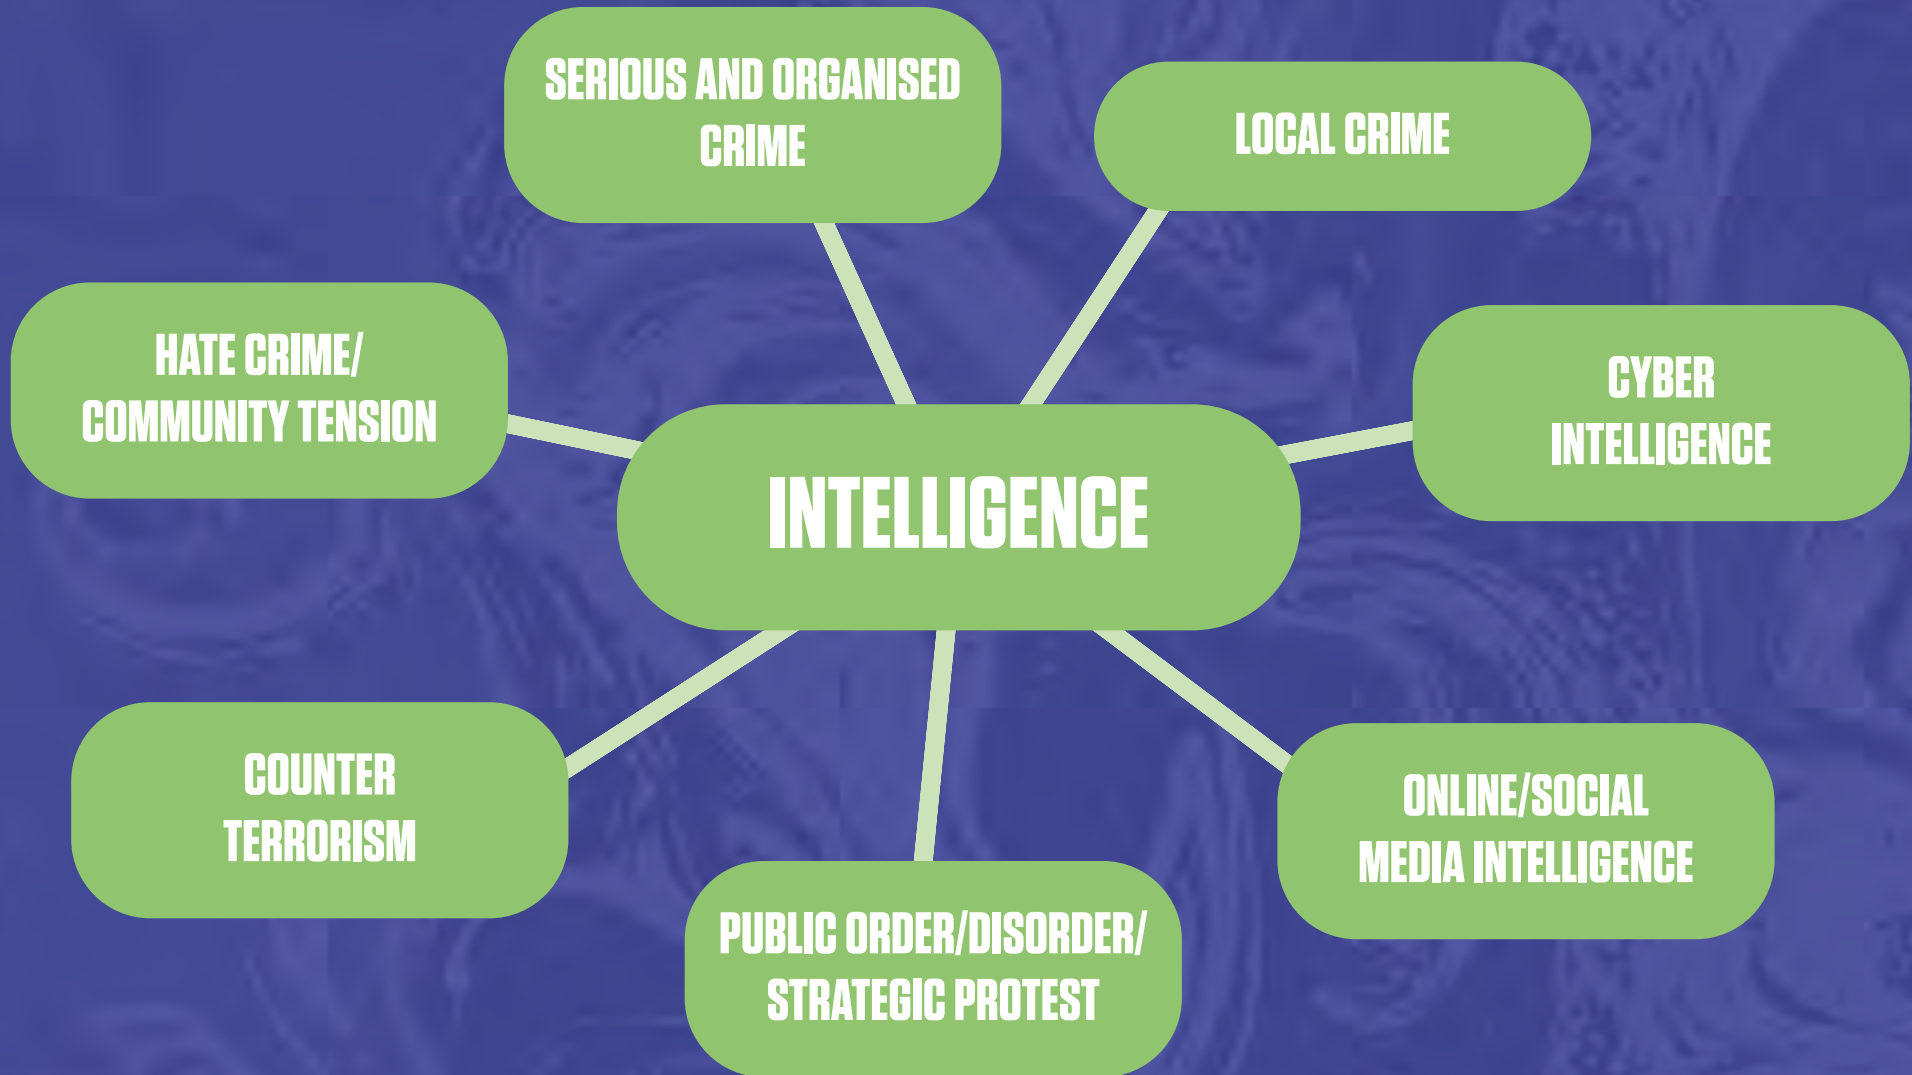 SERIOUS AND ORGANISED
CRIME
LOCAL CRIME
HATE CRIME/
COMMUNITY TENSION
CYBER
INTELLIGENCE
INTELLIGENCE
COUNTER
TERRORISM
ONLINE/SOCIAL
MEDIA INTELLIGENCE
PUBLIC ORDER/DISORDER/
STRATEGIC PROTEST